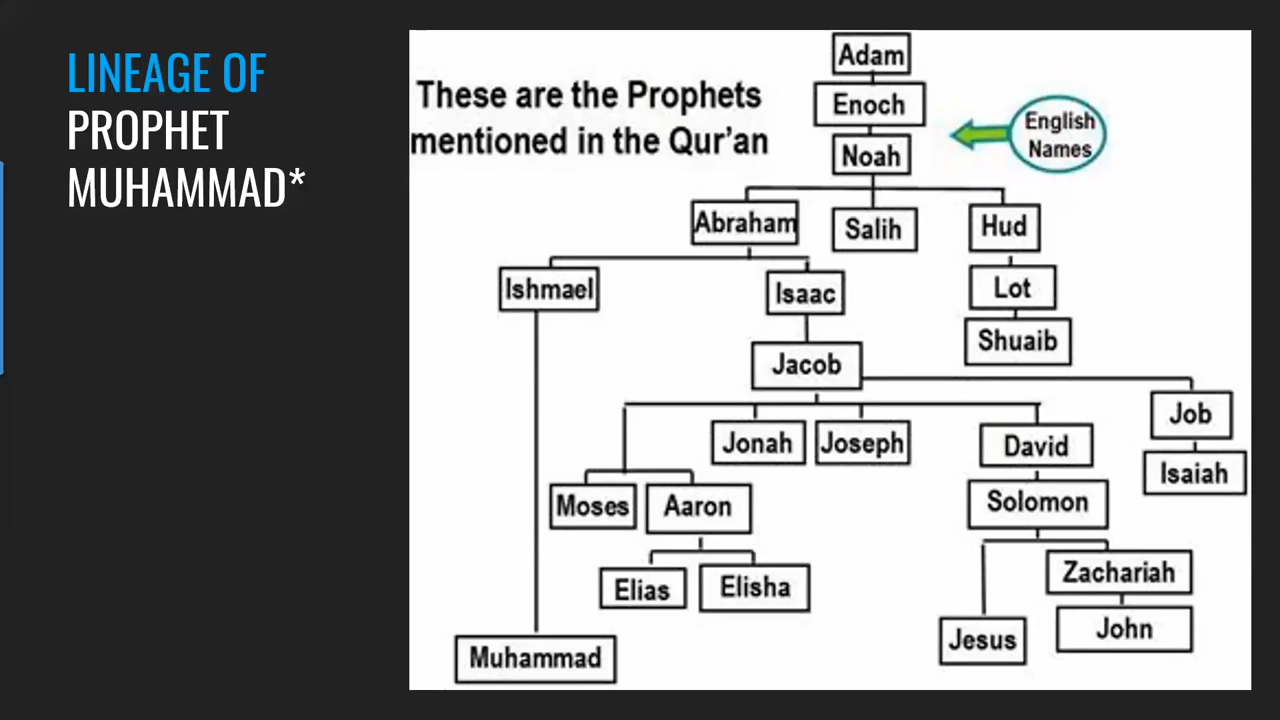 LINEAGE OF
PROPHET
MUHAMMAD*
These are the Prophets
mentioned in the Qur'an
English
Names
Adam
Enoch
Noah
Abraham
Salih
Hud
Ishmael
Isaac
Lot
Shuaib
Jacob
Job
Jonah
Joseph
David
Isaiah
Moses
Aaron
Solomon
Elias
Elisha
Zachariah
Jesus
John
Muhammad